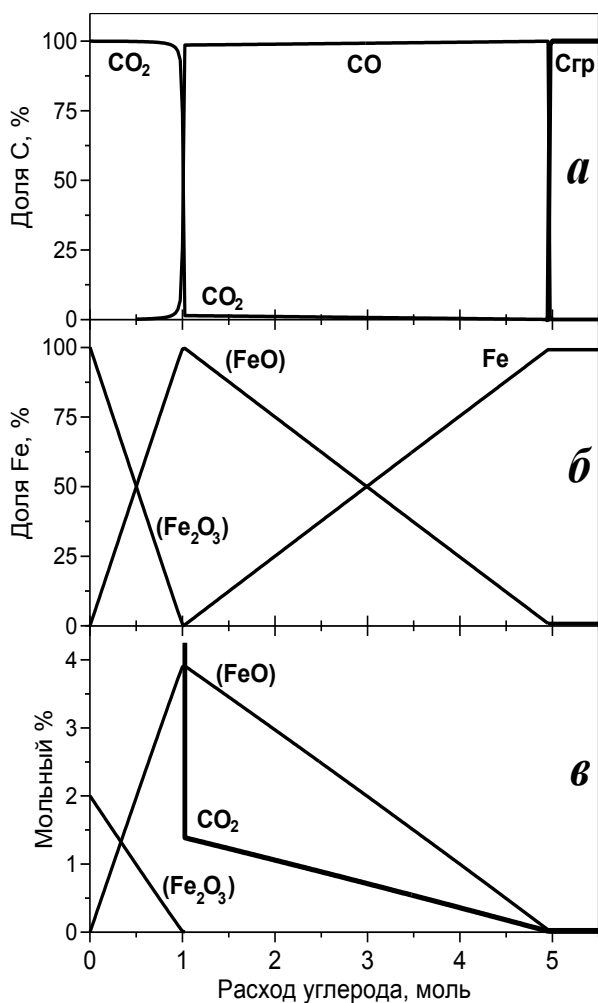 100
75
50
25
0
Доля C, %
CO₂
CO
Cгр
CO₂
а
100
75
50
25
0
Доля Fe, %
(FeO)
Fe
(Fe₂O₃)
б
4
3
2
1
0
Мольный %
(FeO)
CO₂
(Fe₂O₃)
в
0 1 2 3 4 5
Расход углерода, моль